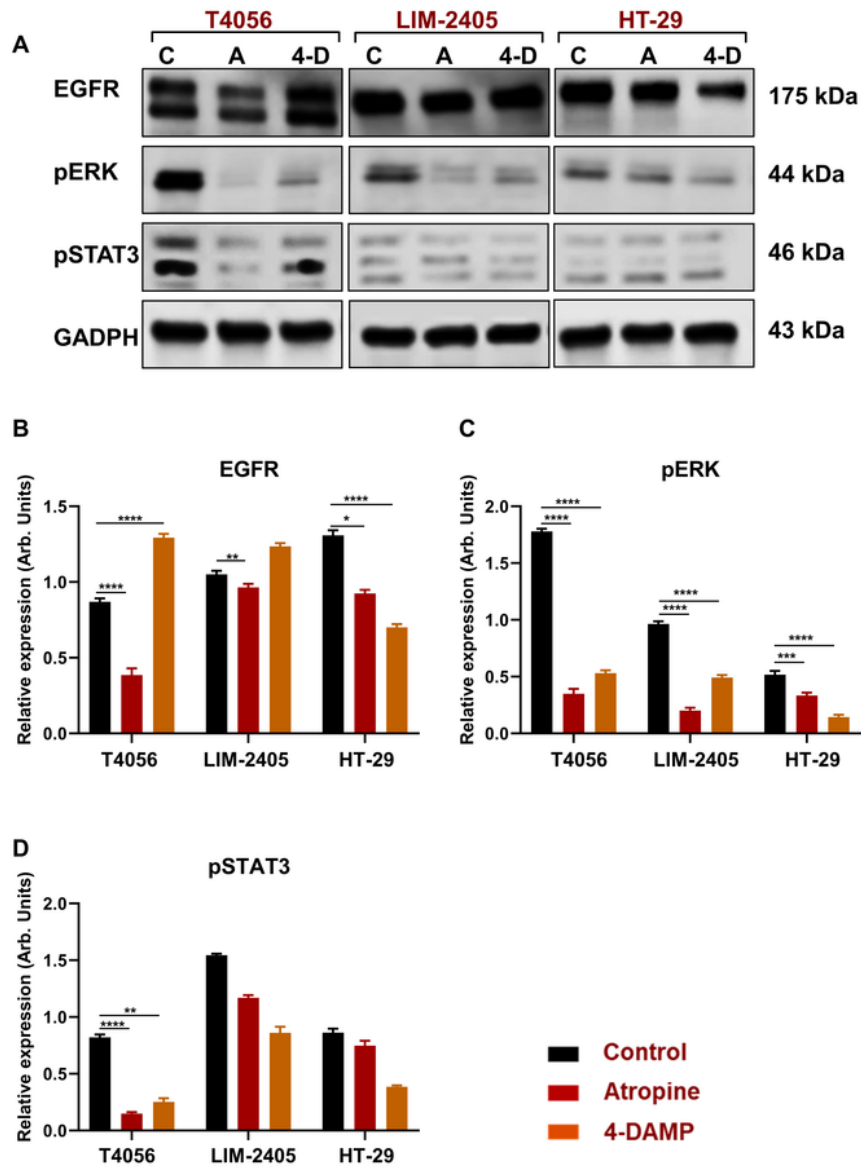 T4056 LIM-2405 HT-29
A
C A 4-D C A 4-D C A 4-D
EGFR 175 kDa
pERK 44 kDa
pSTAT3 46 kDa
GADPH 43 kDa
B C
EGFR
Relative expression (Arb. Units)
1.5
1.0
0.5
0.0
**** **** ** **** *
T4056 LIM-2405 HT-29
pERK
Relative expression (Arb. Units)
2.0
1.5
1.0
0.5
0.0
**** **** **** **** **** ***
T4056 LIM-2405 HT-29
D
pSTAT3
Relative expression (Arb. Units)
2.0
1.5
1.0
0.5
0.0
** ****
T4056 LIM-2405 HT-29
Control
Atropine
4-DAMP